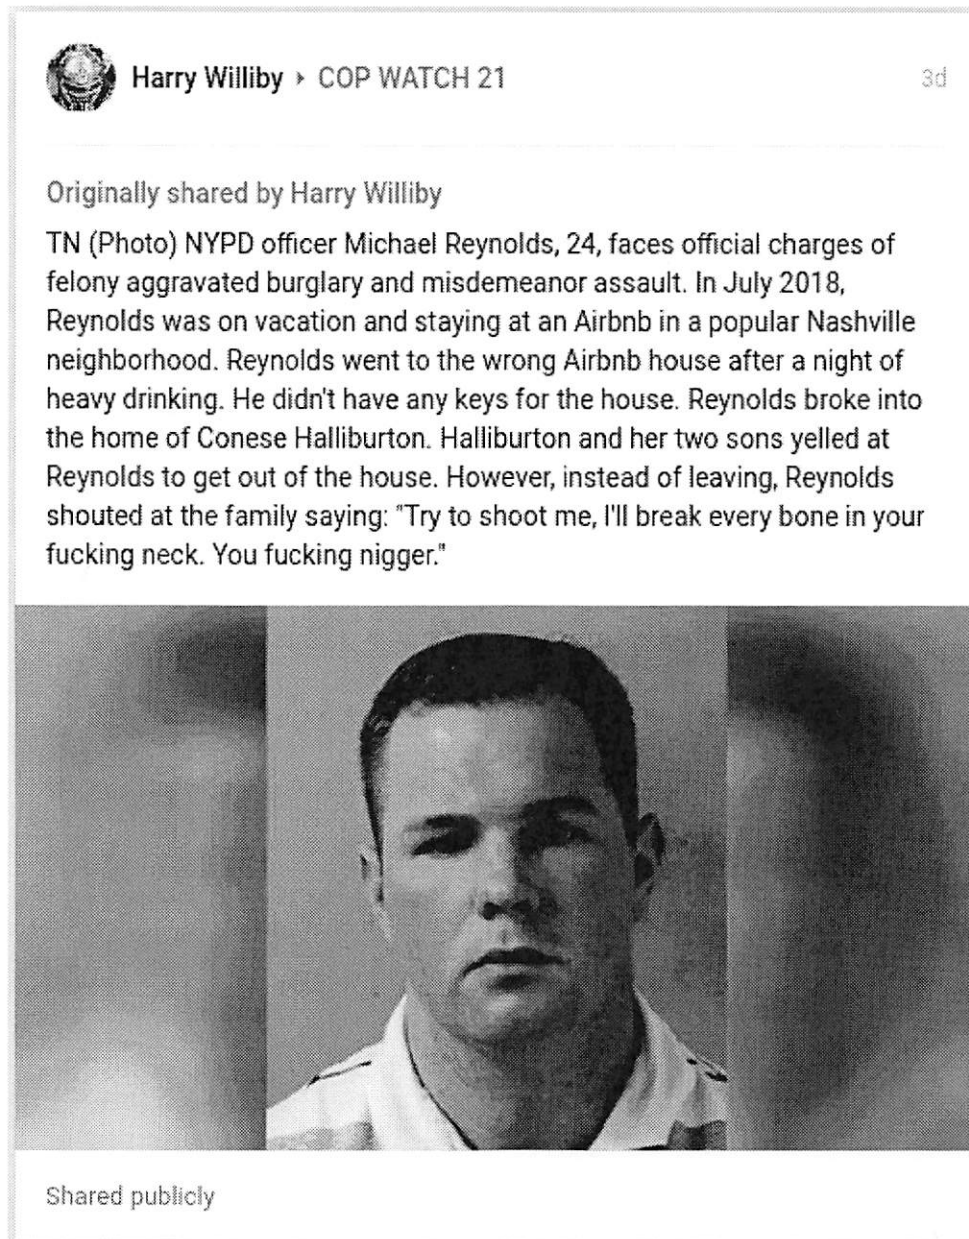 Harry Williby ▸ COP WATCH 21 3d
Originally shared by Harry Williby
TN (Photo) NYPD officer Michael Reynolds, 24, faces official charges of
felony aggravated burglary and misdemeanor assault. In July 2018,
Reynolds was on vacation and staying at an Airbnb in a popular Nashville
neighborhood. Reynolds went to the wrong Airbnb house after a night of
heavy drinking. He didn't have any keys for the house. Reynolds broke into
the home of Conese Halliburton. Halliburton and her two sons yelled at
Reynolds to get out of the house. However, instead of leaving, Reynolds
shouted at the family saying: "Try to shoot me, I'll break every bone in your
fucking neck. You fucking nigger."
Shared publicly